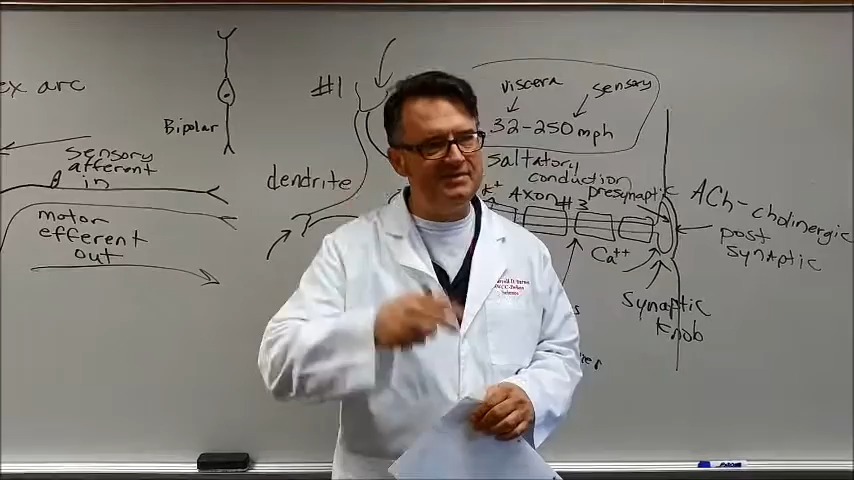 ex arc
Bipolar
sensory
afferent
in
motor
efferent
out
#1
dendrite
viscera
sensory
32-250 mph
saltatory
conduction
K+
Axon
#3
presynaptic
Ca++
ACh-cholinergic
post
synaptic
Synaptic
knob